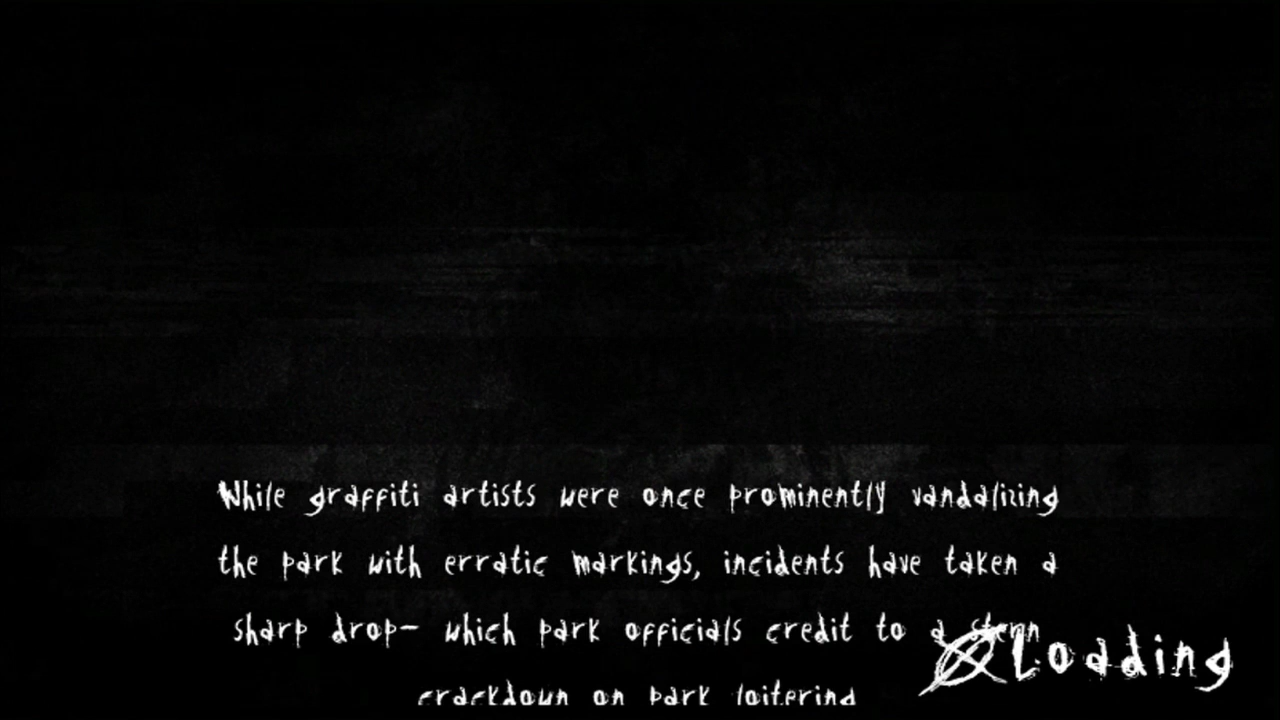 While graffiti artists were once prominently vandalizing
the park with erratic markings, incidents have taken a
sharp drop- which park officials credit to a stern
crackdown on park loitering
Loading